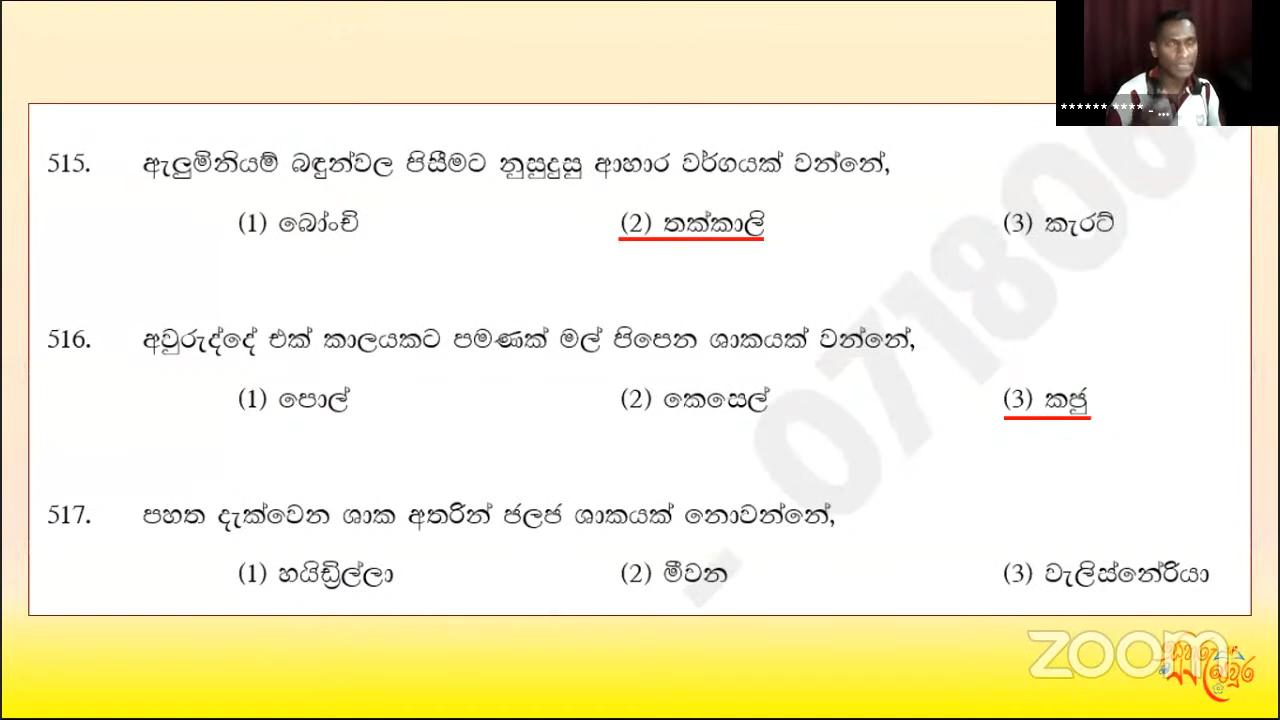 ****** **** - ...
515. ඇලුමිනියම් බඳුන්වල පිසීමට නුසුදුසු ආහාර වර්ගයක් වන්නේ,
(1) බෝංචි (2) තක්කාලි (3) කැරට්
516. අවුරුද්දේ එක් කාලයකට පමණක් මල් පිපෙන ශාකයක් වන්නේ,
(1) පොල් (2) කෙසෙල් (3) කජු
517. පහත දැක්වෙන ශාක අතරින් ජලජ ශාකයක් නොවන්නේ,
(1) හයිඩ්‍රිල්ලා (2) මීවන (3) වැලිස්නේරියා
zoom